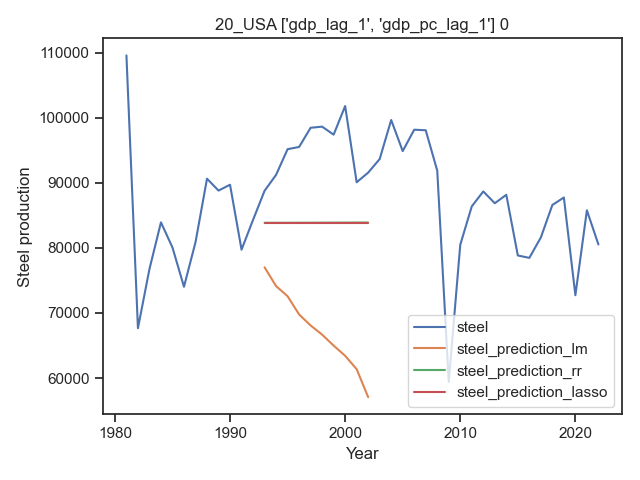 20_USA ['gdp_lag_1', 'gdp_pc_lag_1'] 0
110000
100000
90000
80000
70000
60000
Steel production
steel
steel_prediction_lm
steel_prediction_rr
steel_prediction_lasso
1980
1990
2000
2010
2020
Year